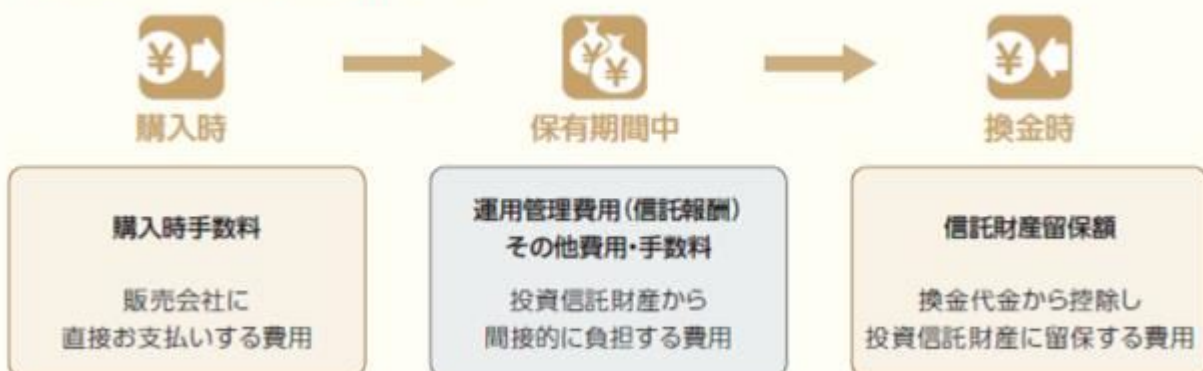 購入時
保有期間中
換金時
購入時手数料
販売会社に
直接お支払いする費用
運用管理費用(信託報酬)
その他費用・手数料
投資信託財産から
間接的に負担する費用
信託財産留保額
換金代金から控除し
投資信託財産に留保する費用